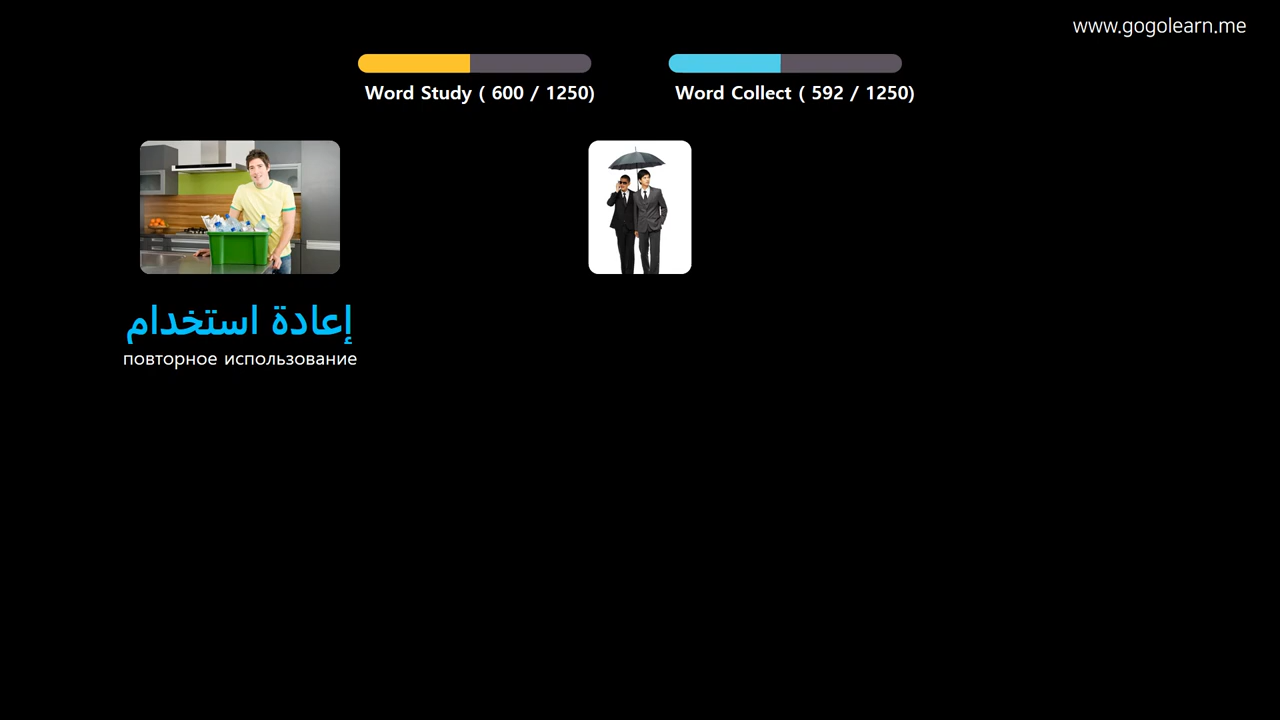 www.gogolearn.me
Word Study ( 600 / 1250)
Word Collect ( 592 / 1250)
إعادة استخدام
повторное использование